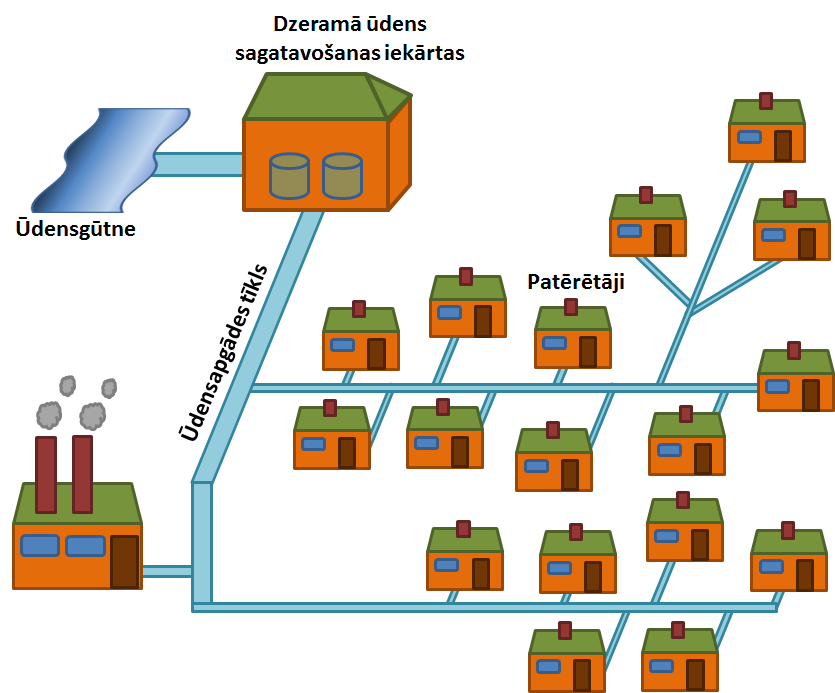 Dzeramā ūdens
sagatavošanas iekārtas
Ūdensgūtne
Ūdensapgādes tīkls
Patērētāji